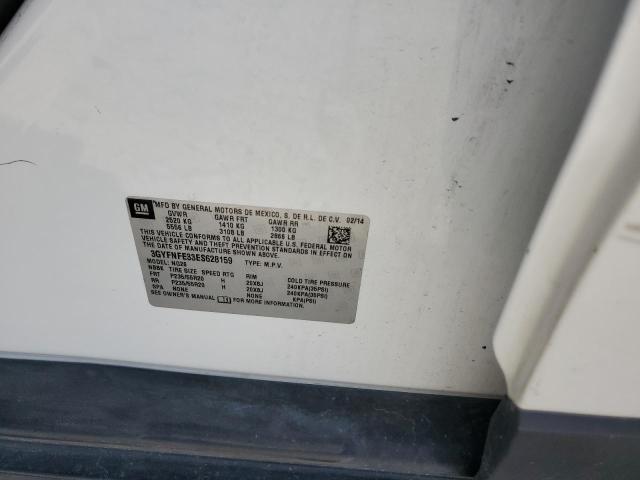 GM
MFD BY GENERAL MOTORS DE MEXICO, S. DE R.L. DE C.V. 02/14
GVWR GAWR FRT GAWR RR
2520 KG 1410 KG 1300 KG
5556 LB 3108 LB 2866 LB
THIS VEHICLE CONFORMS TO ALL APPLICABLE U.S. FEDERAL MOTOR
VEHICLE SAFETY, BUMPER, AND THEFT PREVENTION STANDARDS IN EFFECT ON
THE DATE OF MANUFACTURE SHOWN ABOVE.
3GYFNFE33ES628159 TYPE: M.P.V.
MODEL: NG26
NBBK TIRE SIZE SPEED RTG RIM COLD TIRE PRESSURE
FRT P235/55R20 H 20X8J 240KPA(35PSI)
RR P235/55R20 H 20X8J 240KPA(35PSI)
SPA NONE NONE KPA(PSI)
SEE OWNER'S MANUAL FOR MORE INFORMATION.